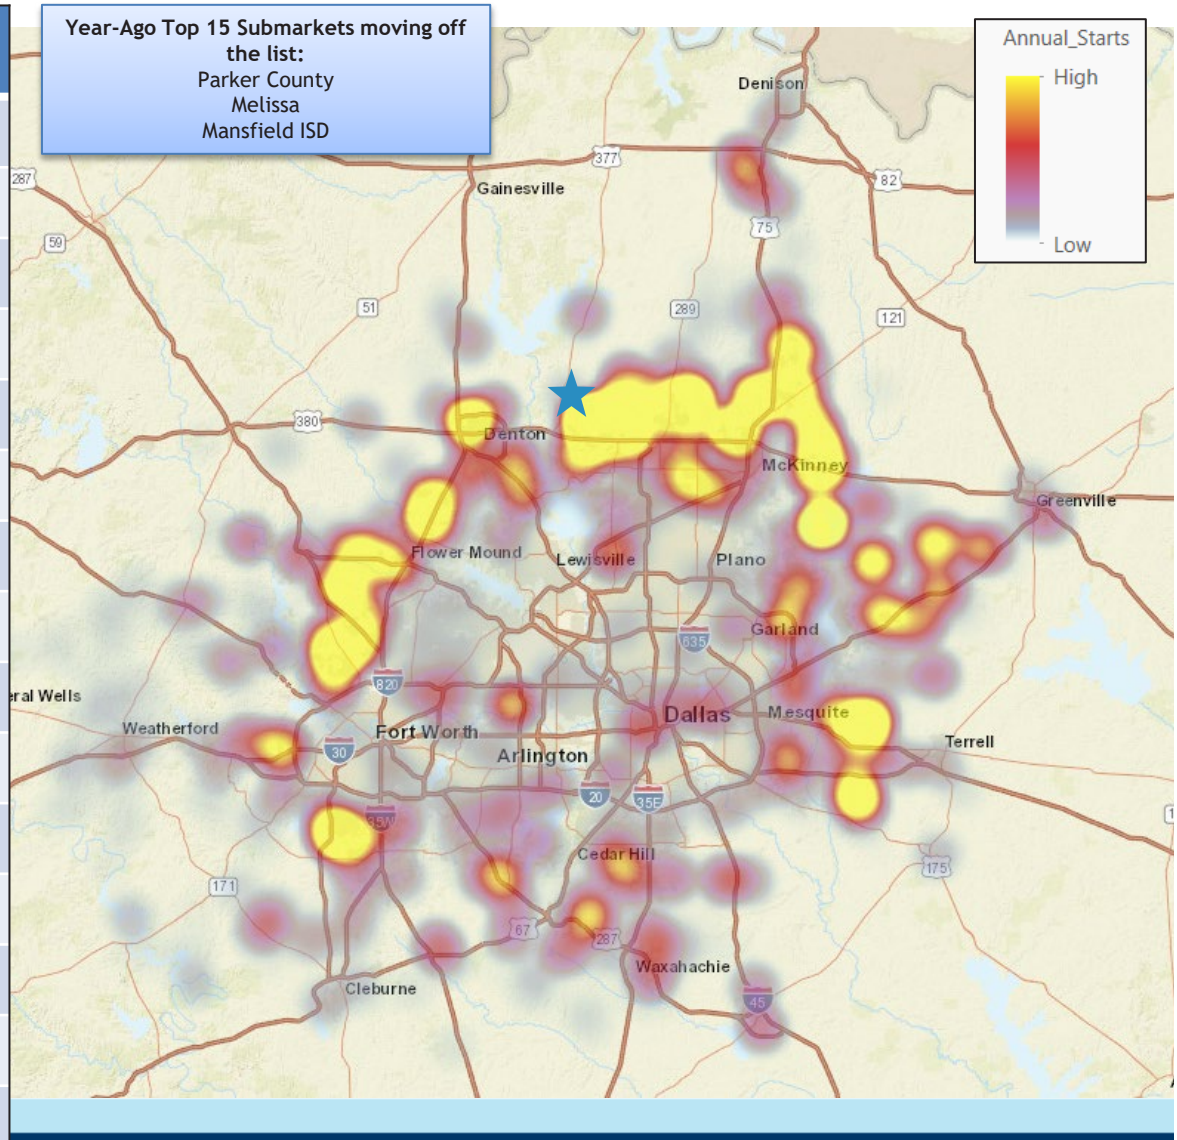 Year-Ago Top 15 Submarkets moving off
the list:
Parker County
Melissa
Mansfield ISD
Annual_Starts
High
Low
Denison
377
287
82
Gainesville
75
59
51
289
121
380
Denton
McKinney
Greenville
Flower Mound
Lewisville
Plano
Garland
635
820
eral Wells
Weatherford
Fort Worth
Dallas
Mesquite
Terrell
30
Arlington
20
35E
35W
Cedar Hill
175
171
67
287
Waxahachie
Cleburne
45